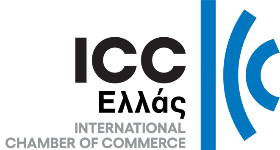 ICC
Ελλάς
INTERNATIONAL
CHAMBER OF COMMERCE